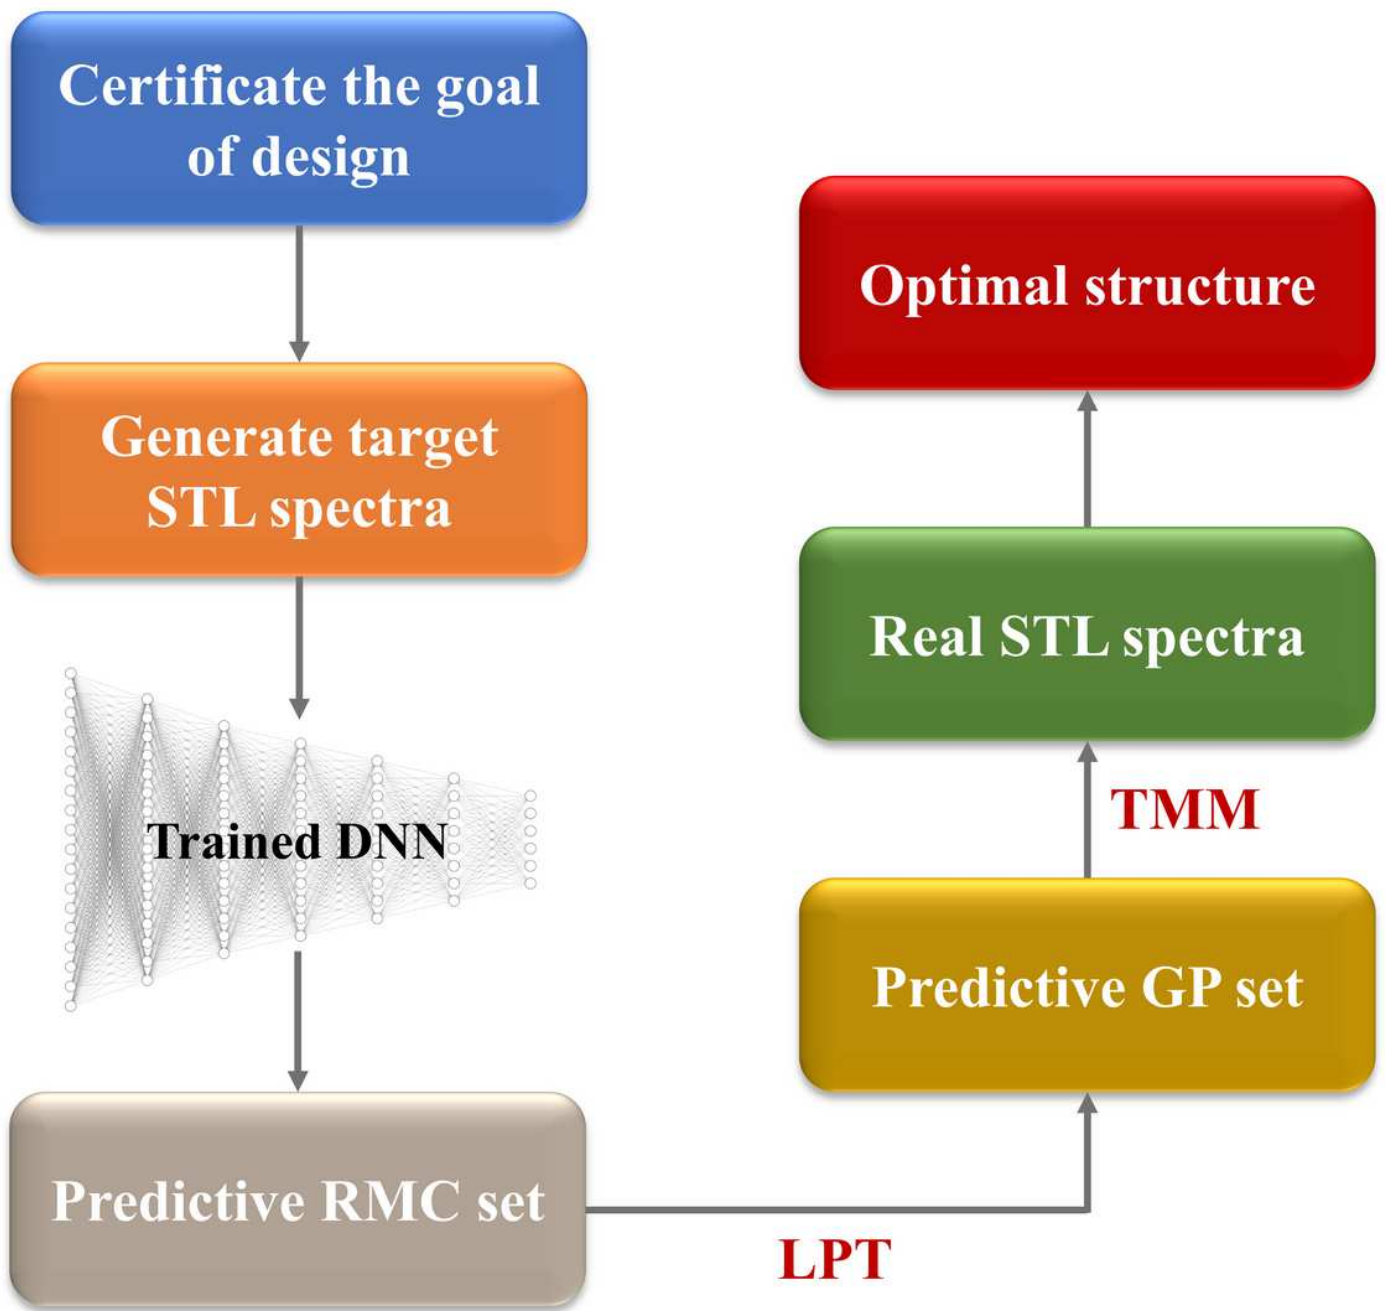 Certificate the goal
of design
Generate target
STL spectra
Trained DNN
Predictive RMC set
LPT
Predictive GP set
TMM
Real STL spectra
Optimal structure